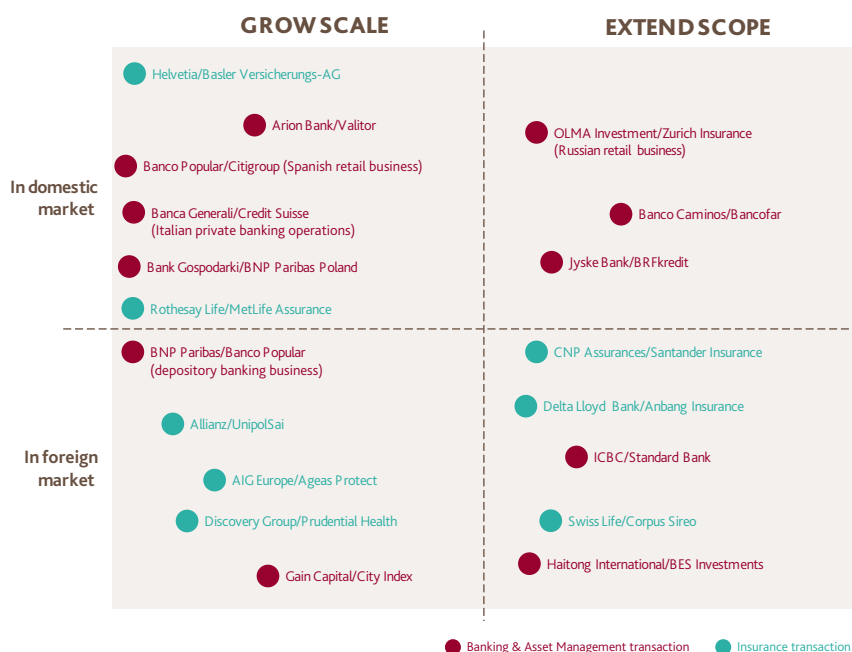 GROW SCALE
EXTEND SCOPE
In domestic
market
Helvetia/Basler Versicherungs-AG
Arion Bank/Valitor
Banco Popular/Citigroup (Spanish retail business)
Banca Generali/Credit Suisse
(Italian private banking operations)
Bank Gospodarki/BNP Paribas Poland
Rothesay Life/MetLife Assurance
OLMA Investment/Zurich Insurance
(Russian retail business)
Banco Caminos/Bancofar
Jyske Bank/BRFkredit
In foreign
market
BNP Paribas/Banco Popular
(depository banking business)
Allianz/UnipolSai
AIG Europe/Ageas Protect
Discovery Group/Prudential Health
Gain Capital/City Index
CNP Assurances/Santander Insurance
Delta Lloyd Bank/Anbang Insurance
ICBC/Standard Bank
Swiss Life/Corpus Sireo
Haitong International/BES Investments
Banking & Asset Management transaction
Insurance transaction